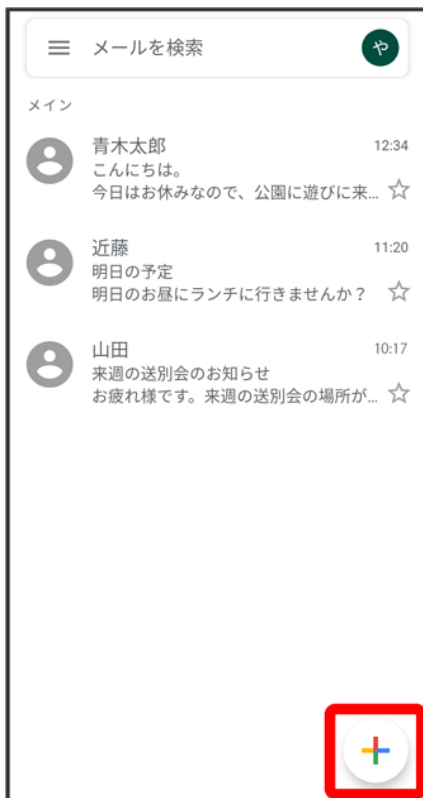 メールを検索
や
メイン
青木太郎
12:34
こんにちは。
今日はお休みなので、公園に遊びに来...
近藤
11:20
明日の予定
明日のお昼にランチに行きませんか？
山田
10:17
来週の送別会のお知らせ
お疲れ様です。来週の送別会の場所が...